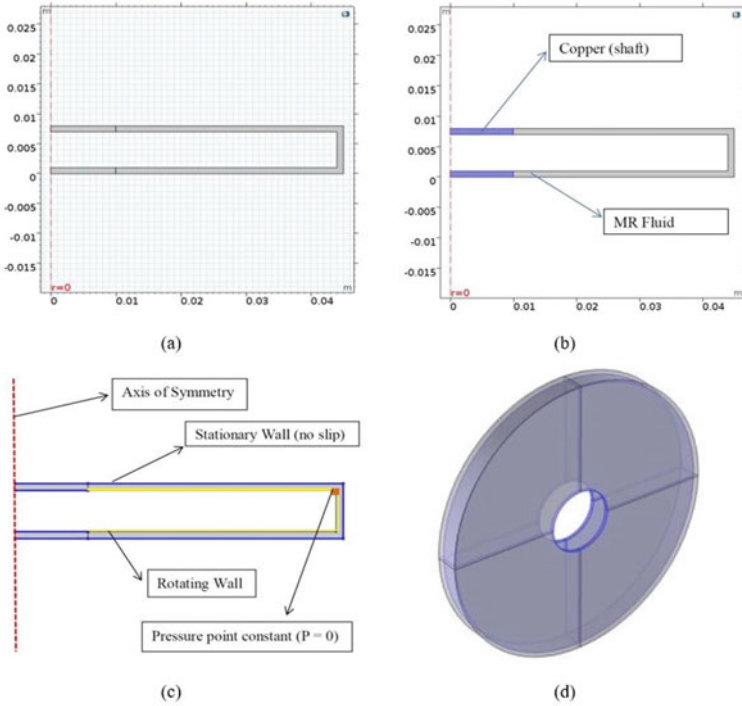 m
0.025
0.02
0.015
0.01
0.005
0
-0.005
-0.01
-0.015
r=0
m
0 0.01 0.02 0.03 0.04
(a)
m
0.025
0.02
0.015
0.01
0.005
0
-0.005
-0.01
-0.015
Copper (shaft)
MR Fluid
r=0
m
0 0.01 0.02 0.03 0.04
(b)
Axis of Symmetry
Stationary Wall (no slip)
Rotating Wall
Pressure point constant (P = 0)
(c)
(d)